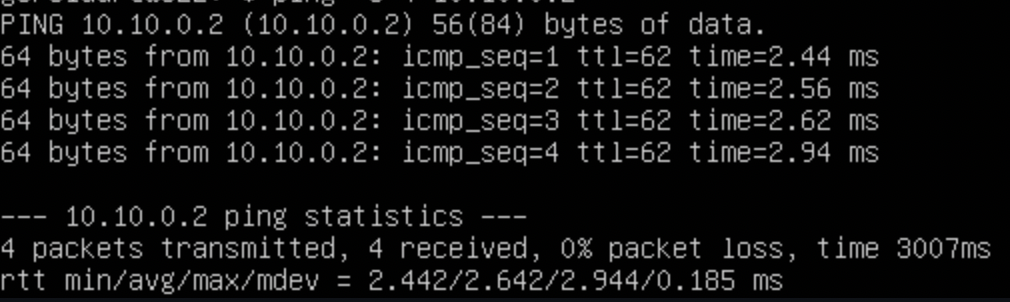 PING 10.10.0.2 (10.10.0.2) 56(84) bytes of data.
64 bytes from 10.10.0.2: icmp_seq=1 ttl=62 time=2.44 ms
64 bytes from 10.10.0.2: icmp_seq=2 ttl=62 time=2.56 ms
64 bytes from 10.10.0.2: icmp_seq=3 ttl=62 time=2.62 ms
64 bytes from 10.10.0.2: icmp_seq=4 ttl=62 time=2.94 ms
--- 10.10.0.2 ping statistics ---
4 packets transmitted, 4 received, 0% packet loss, time 3007ms
rtt min/avg/max/mdev = 2.442/2.642/2.944/0.185 ms